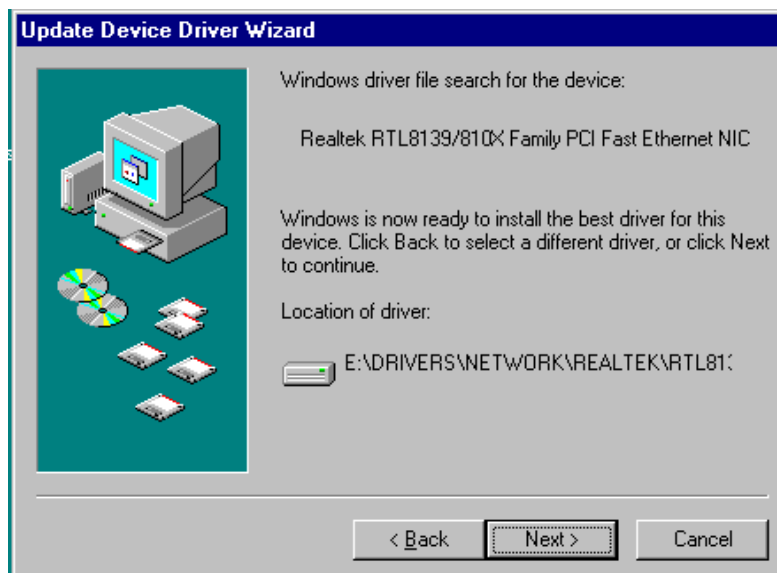 Update Device Driver Wizard
Windows driver file search for the device:
Realtek RTL8139/810X Family PCI Fast Ethernet NIC
Windows is now ready to install the best driver for this
device. Click Back to select a different driver, or click Next
to continue.
Location of driver:
E:\DRIVERS\NETWORK\REALTEK\RTL81
< Back
Next >
Cancel